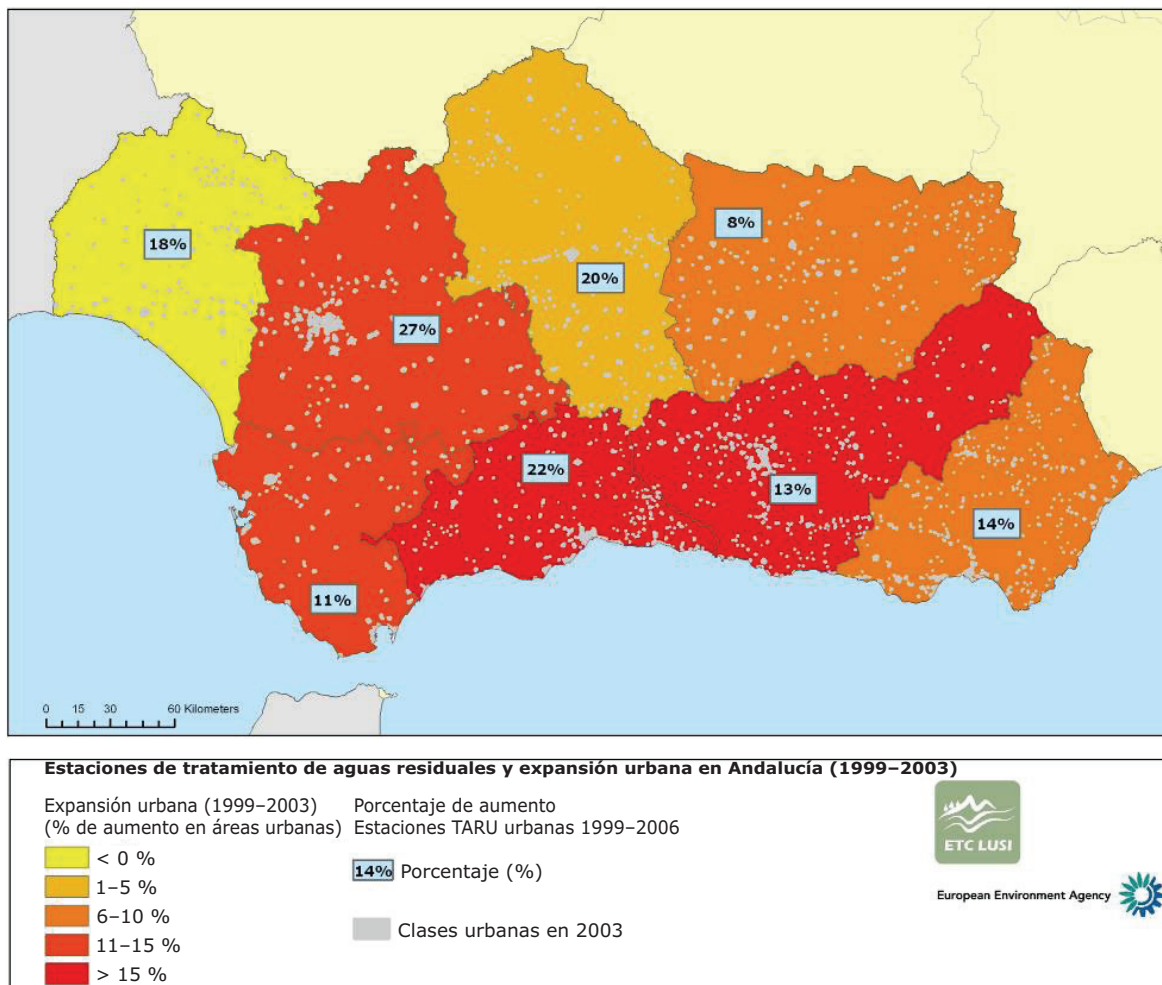 8%
18%
20%
27%
22%
13%
14%
11%
0 15 30 60 Kilometers
Estaciones de tratamiento de aguas residuales y expansión urbana en Andalucía (1999–2003)
Expansión urbana (1999–2003)
(% de aumento en áreas urbanas)
< 0 %
1–5 %
6–10 %
11–15 %
> 15 %
Porcentaje de aumento
Estaciones TARU urbanas 1999–2006
14% Porcentaje (%)
Clases urbanas en 2003
ETC LUSI
European Environment Agency